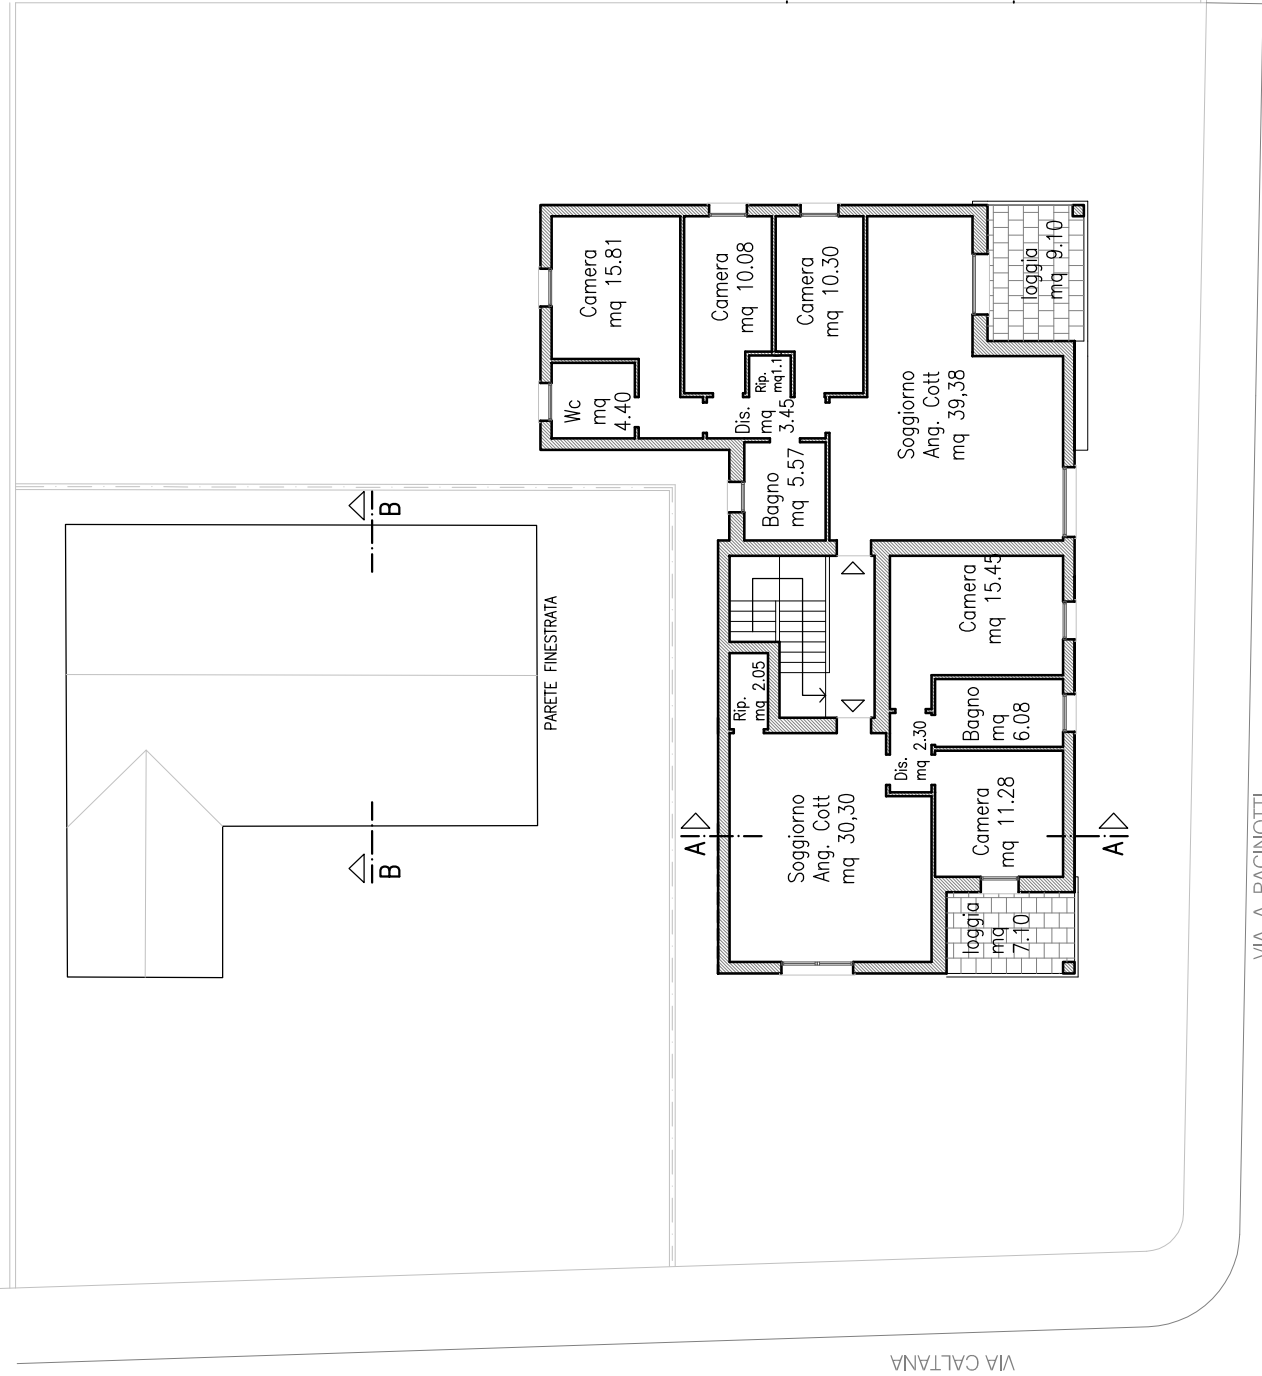 Camera
mq 15.81
Camera
mq 10.08
Camera
mq 10.30
loggia
mq 9.10
Wc
mq
4.40
Dis.
mq
3.45
Rip.
mq1.1
Soggiorno
Ang. Cott
mq 39,38
Bagno
mq 5.57
Camera
mq 15.45
Rip.
mq 2.05
Bagno
mq
6.08
Dis.
mq 2.30
Soggiorno
Ang. Cott
mq 30,30
Camera
mq 11.28
loggia
mq
7.10
A
A
B
B
PARETE FINESTRATA
VIA A.PACINOTTI
VIA CALTANA